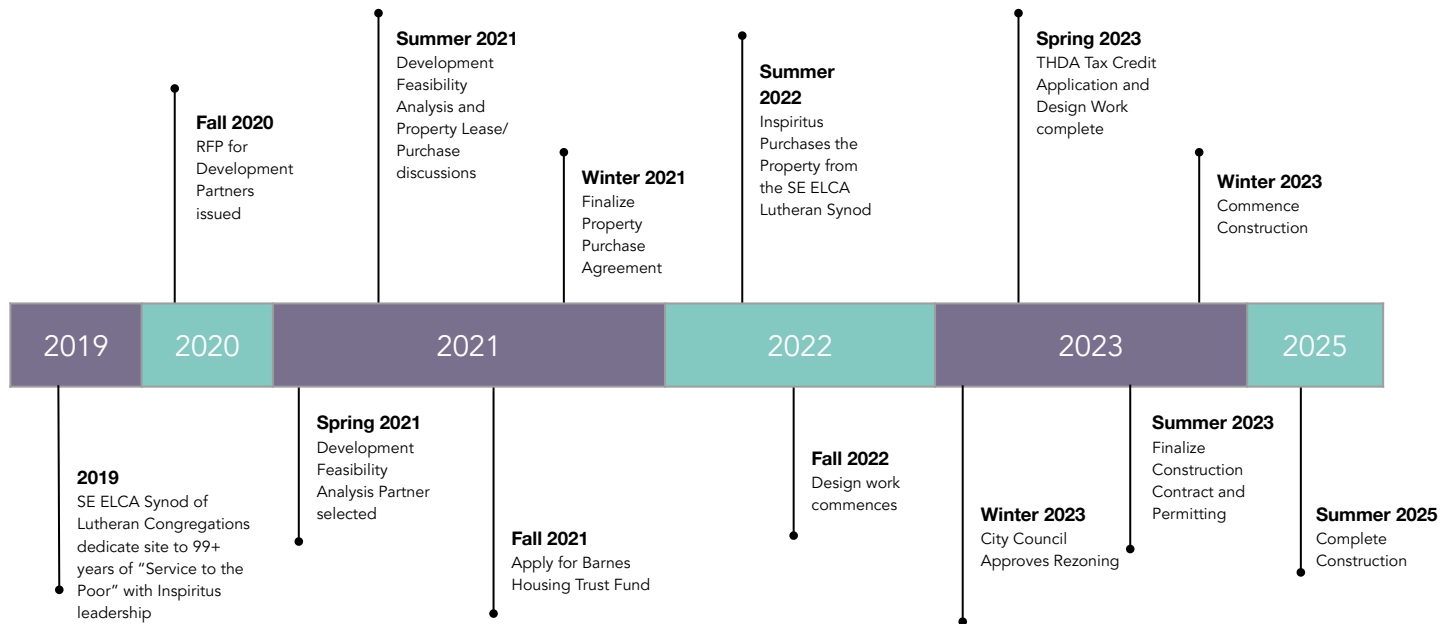 Summer 2021
Development
Feasibility
Analysis and
Property Lease/
Purchase
discussions
Spring 2023
THDA Tax Credit
Application and
Design Work
complete
Summer
2022
Inspiritus
Purchases the
Property from
the SE ELCA
Lutheran Synod
Fall 2020
RFP for
Development
Partners
issued
Winter 2021
Finalize
Property
Purchase
Agreement
Winter 2023
Commence
Construction
2019
2020
2021
2022
2023
2025
2019
SE ELCA Synod of
Lutheran Congregations
dedicate site to 99+
years of “Service to the
Poor” with Inspiritus
leadership
Spring 2021
Development
Feasibility
Analysis Partner
selected
Fall 2021
Apply for Barnes
Housing Trust Fund
Fall 2022
Design work
commences
Winter 2023
City Council
Approves Rezoning
Summer 2023
Finalize
Construction
Contract and
Permitting
Summer 2025
Complete
Construction